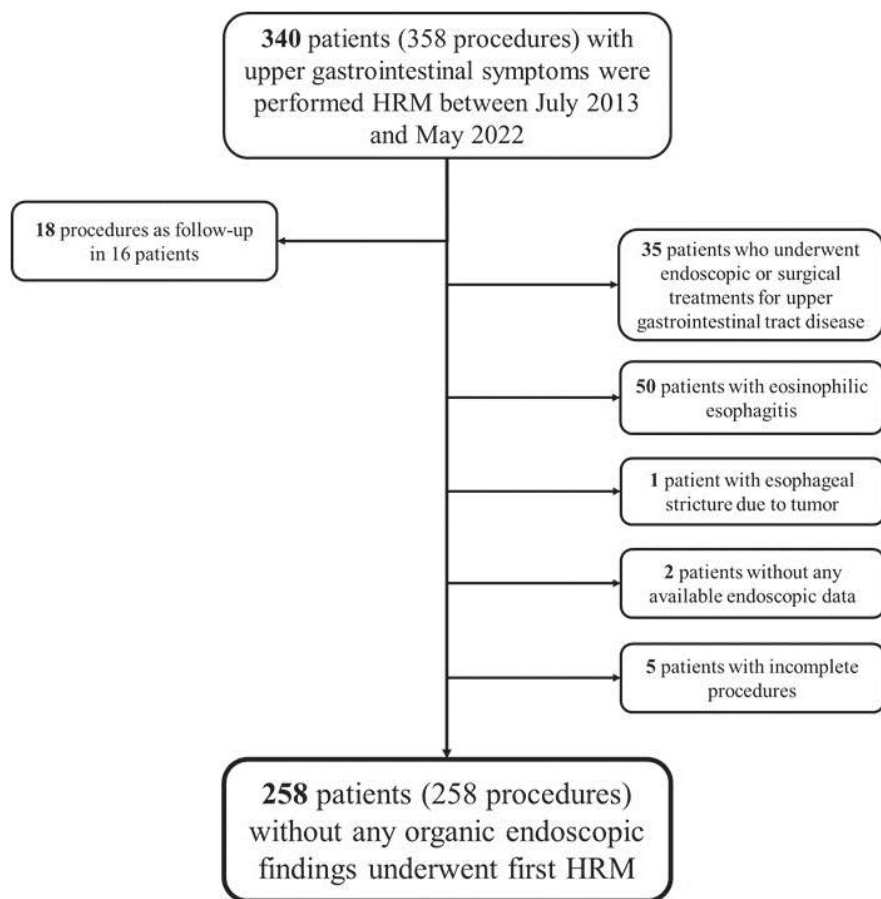 340 patients (358 procedures) with
upper gastrointestinal symptoms were
performed HRM between July 2013
and May 2022
18 procedures as follow-up
in 16 patients
35 patients who underwent
endoscopic or surgical
treatments for upper
gastrointestinal tract disease
50 patients with eosinophilic
esophagitis
1 patient with esophageal
stricture due to tumor
2 patients without any
available endoscopic data
5 patients with incomplete
procedures
258 patients (258 procedures)
without any organic endoscopic
findings underwent first HRM